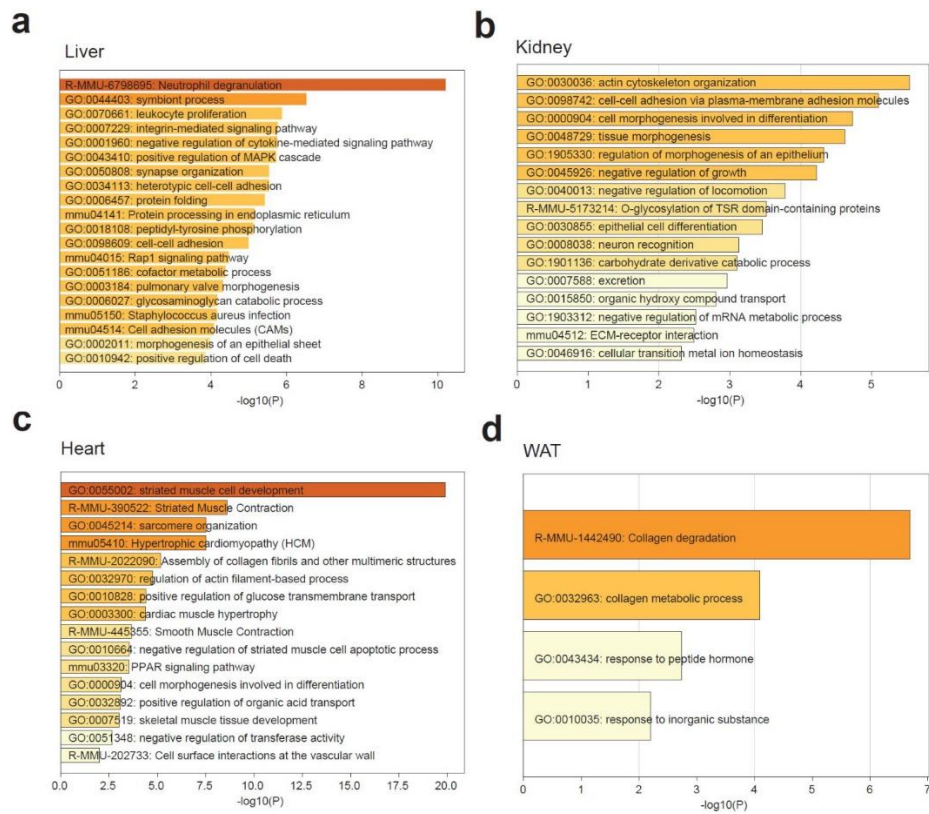 a
Liver
R-MMU-6798695: Neutrophil degranulation
GO:0044403: symbiont process
GO:0070661: leukocyte proliferation
GO:0007229: integrin-mediated signaling pathway
GO:0001960: negative regulation of cytokine-mediated signaling pathway
GO:0043410: positive regulation of MAPK cascade
GO:0050808: synapse organization
GO:0034113: heterotypic cell-cell adhesion
GO:0006457: protein folding
mmu04141: Protein processing in endoplasmic reticulum
GO:0018108: peptidyl-tyrosine phosphorylation
GO:0098609: cell-cell adhesion
mmu04015: Rap1 signaling pathway
GO:0051186: cofactor metabolic process
GO:0003184: pulmonary valve morphogenesis
GO:0006027: glycosaminoglycan catabolic process
mmu05150: Staphylococcus aureus infection
mmu04514: Cell adhesion molecules (CAMs)
GO:0002011: morphogenesis of an epithelial sheet
GO:0010942: positive regulation of cell death
0 2 4 6 8 10
-log10(P)
b
Kidney
GO:0030036: actin cytoskeleton organization
GO:0098742: cell-cell adhesion via plasma-membrane adhesion molecules
GO:0000904: cell morphogenesis involved in differentiation
GO:0048729: tissue morphogenesis
GO:1905330: regulation of morphogenesis of an epithelium
GO:0045926: negative regulation of growth
GO:0040013: negative regulation of locomotion
R-MMU-5173214: O-glycosylation of TSR domain-containing proteins
GO:0030855: epithelial cell differentiation
GO:0008038: neuron recognition
GO:1901136: carbohydrate derivative catabolic process
GO:0007588: excretion
GO:0015850: organic hydroxy compound transport
GO:1903312: negative regulation of mRNA metabolic process
mmu04512: ECM-receptor interaction
GO:0046916: cellular transition metal ion homeostasis
0 1 2 3 4 5
-log10(P)
c
Heart
GO:0055002: striated muscle cell development
R-MMU-390522: Striated Muscle Contraction
GO:0045214: sarcomere organization
mmu05410: Hypertrophic cardiomyopathy (HCM)
R-MMU-2022090: Assembly of collagen fibrils and other multimeric structures
GO:0032970: regulation of actin filament-based process
GO:0010828: positive regulation of glucose transmembrane transport
GO:0003300: cardiac muscle hypertrophy
R-MMU-445355: Smooth Muscle Contraction
GO:0010664: negative regulation of striated muscle cell apoptotic process
mmu03320: PPAR signaling pathway
GO:0000904: cell morphogenesis involved in differentiation
GO:0032892: positive regulation of organic acid transport
GO:0007519: skeletal muscle tissue development
GO:0051348: negative regulation of transferase activity
R-MMU-202733: Cell surface interactions at the vascular wall
0.0 2.5 5.0 7.5 10.0 12.5 15.0 17.5 20.0
-log10(P)
d
WAT
R-MMU-1442490: Collagen degradation
GO:0032963: collagen metabolic process
GO:0043434: response to peptide hormone
GO:0010035: response to inorganic substance
0 1 2 3 4 5 6 7
-log10(P)